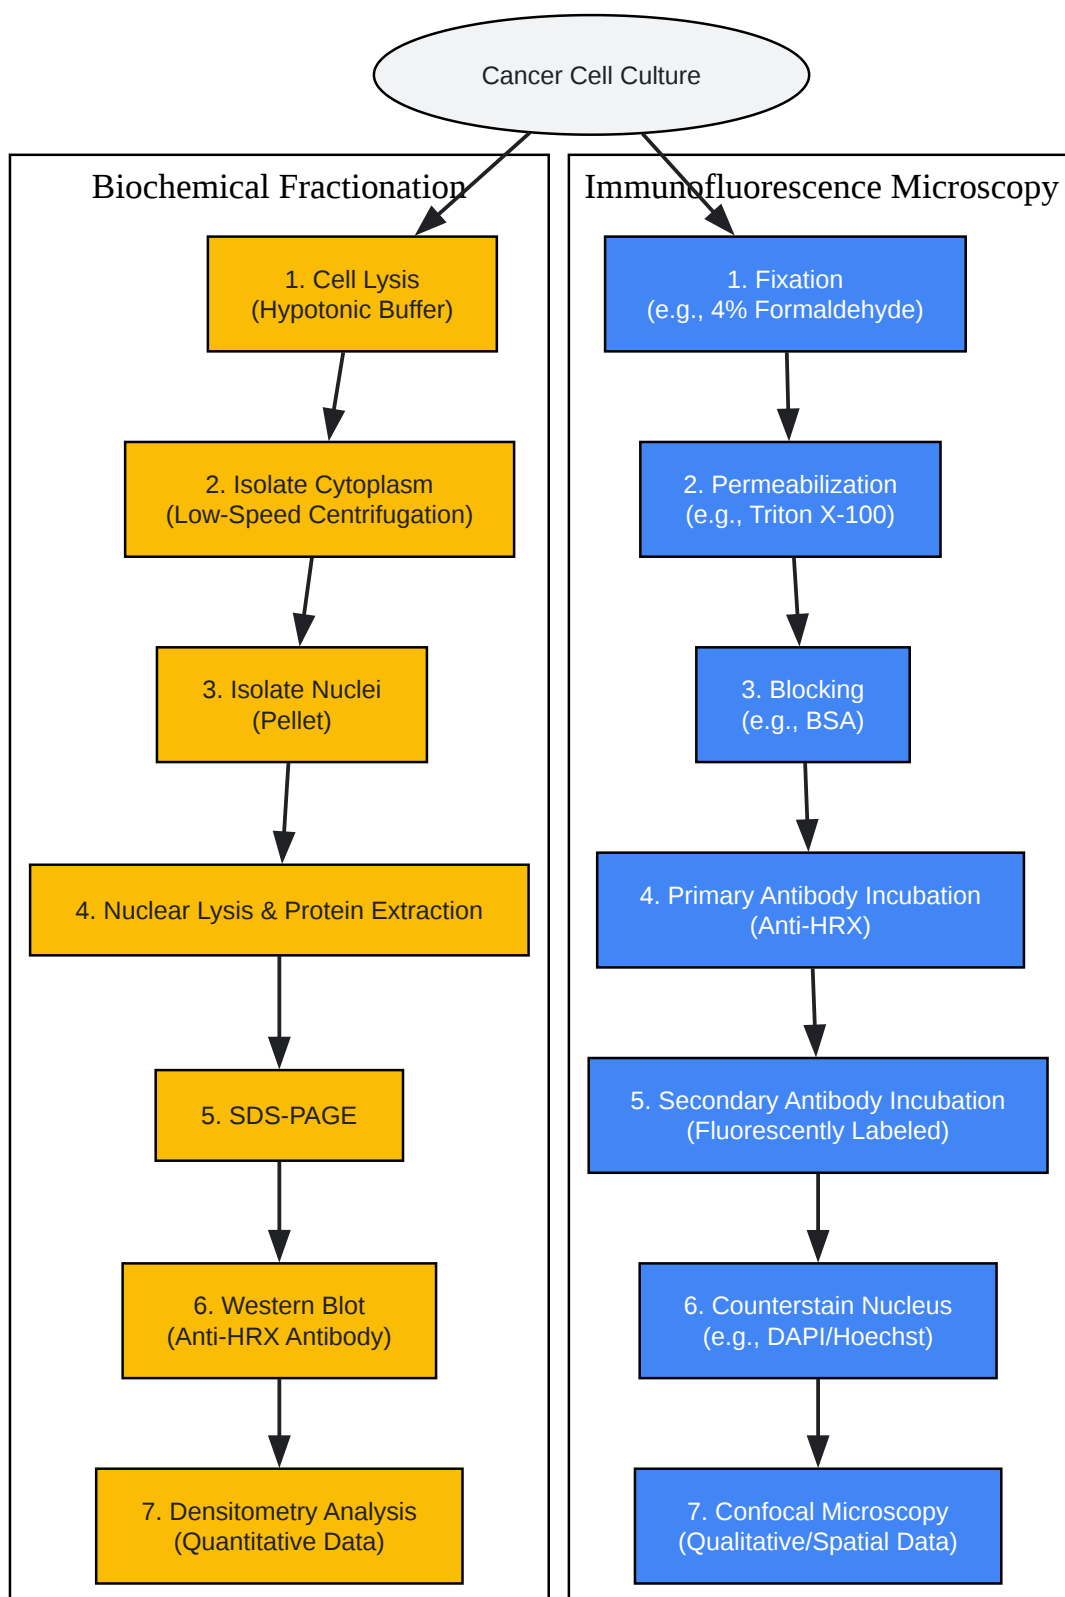 Cancer Cell Culture
Biochemical Fractionation
1. Cell Lysis
(Hypotonic Buffer)
2. Isolate Cytoplasm
(Low-Speed Centrifugation)
3. Isolate Nuclei
(Pellet)
4. Nuclear Lysis & Protein Extraction
5. SDS-PAGE
6. Western Blot
(Anti-HRX Antibody)
7. Densitometry Analysis
(Quantitative Data)
Immunofluorescence Microscopy
1. Fixation
(e.g., 4% Formaldehyde)
2. Permeabilization
(e.g., Triton X-100)
3. Blocking
(e.g., BSA)
4. Primary Antibody Incubation
(Anti-HRX)
5. Secondary Antibody Incubation
(Fluorescently Labeled)
6. Counterstain Nucleus
(e.g., DAPI/Hoechst)
7. Confocal Microscopy
(Qualitative/Spatial Data)